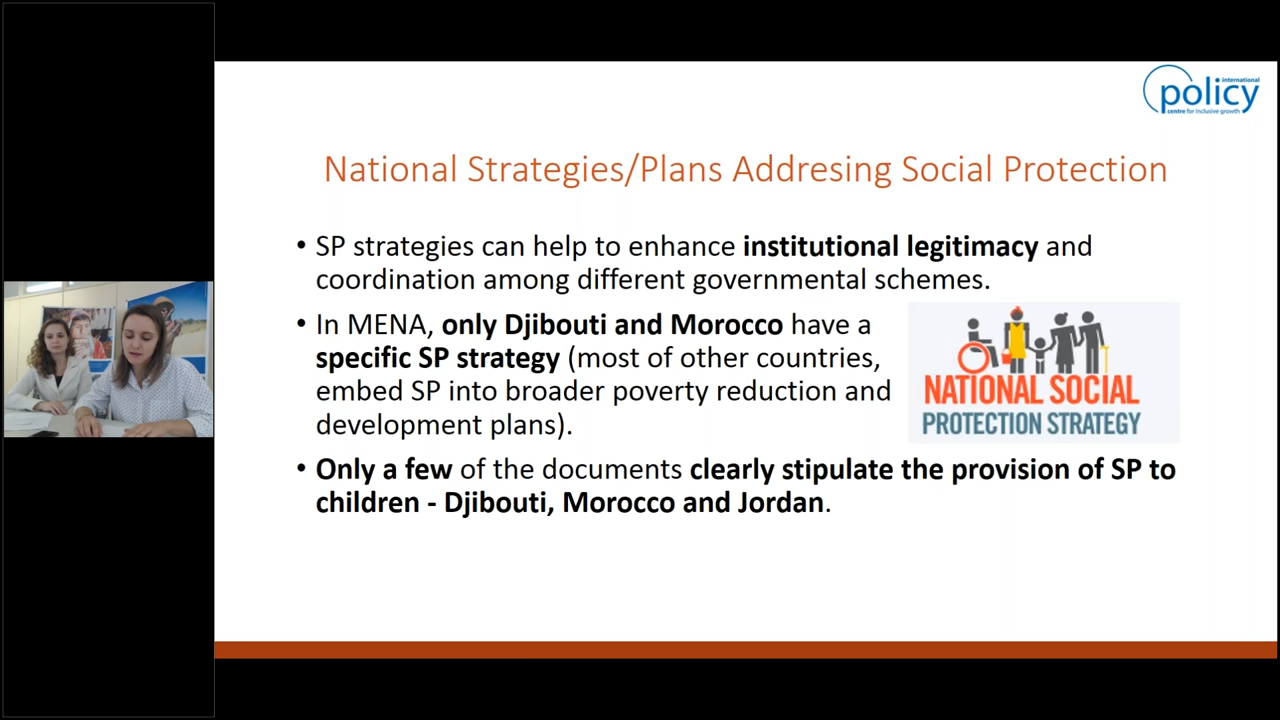 international
policy
centre for inclusive growth
National Strategies/Plans Addresing Social Protection
• SP strategies can help to enhance institutional legitimacy and
coordination among different governmental schemes.
• In MENA, only Djibouti and Morocco have a
specific SP strategy (most of other countries,
embed SP into broader poverty reduction and
development plans).
NATIONAL SOCIAL
PROTECTION STRATEGY
• Only a few of the documents clearly stipulate the provision of SP to
children - Djibouti, Morocco and Jordan.